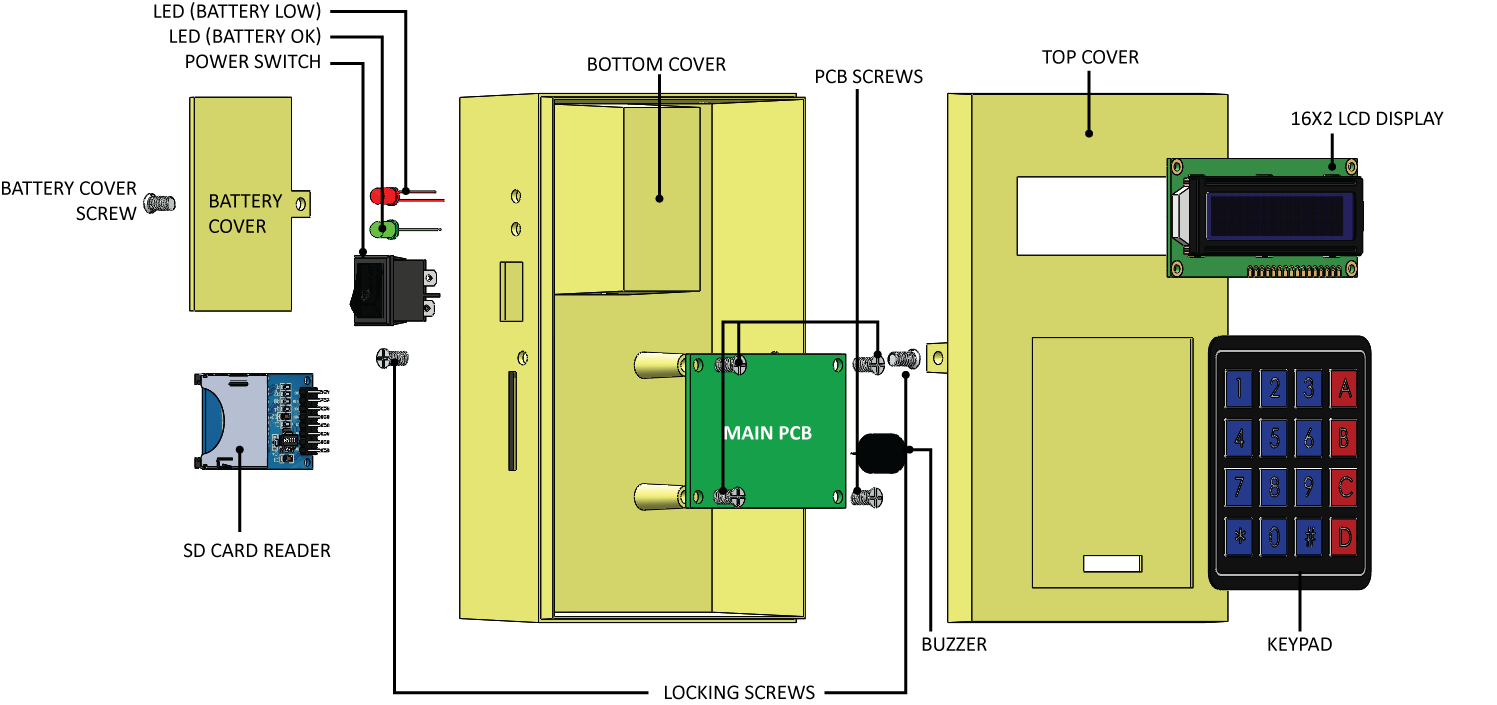 LED (BATTERY LOW)
LED (BATTERY OK)
POWER SWITCH
BOTTOM COVER
PCB SCREWS
TOP COVER
16X2 LCD DISPLAY
BATTERY COVER
SCREW
BATTERY
COVER
MAIN PCB
1 2 3 A
4 5 6 B
7 8 9 C
* 0 # D
SD CARD READER
BUZZER
KEYPAD
LOCKING SCREWS